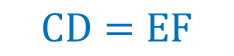 CD = EF